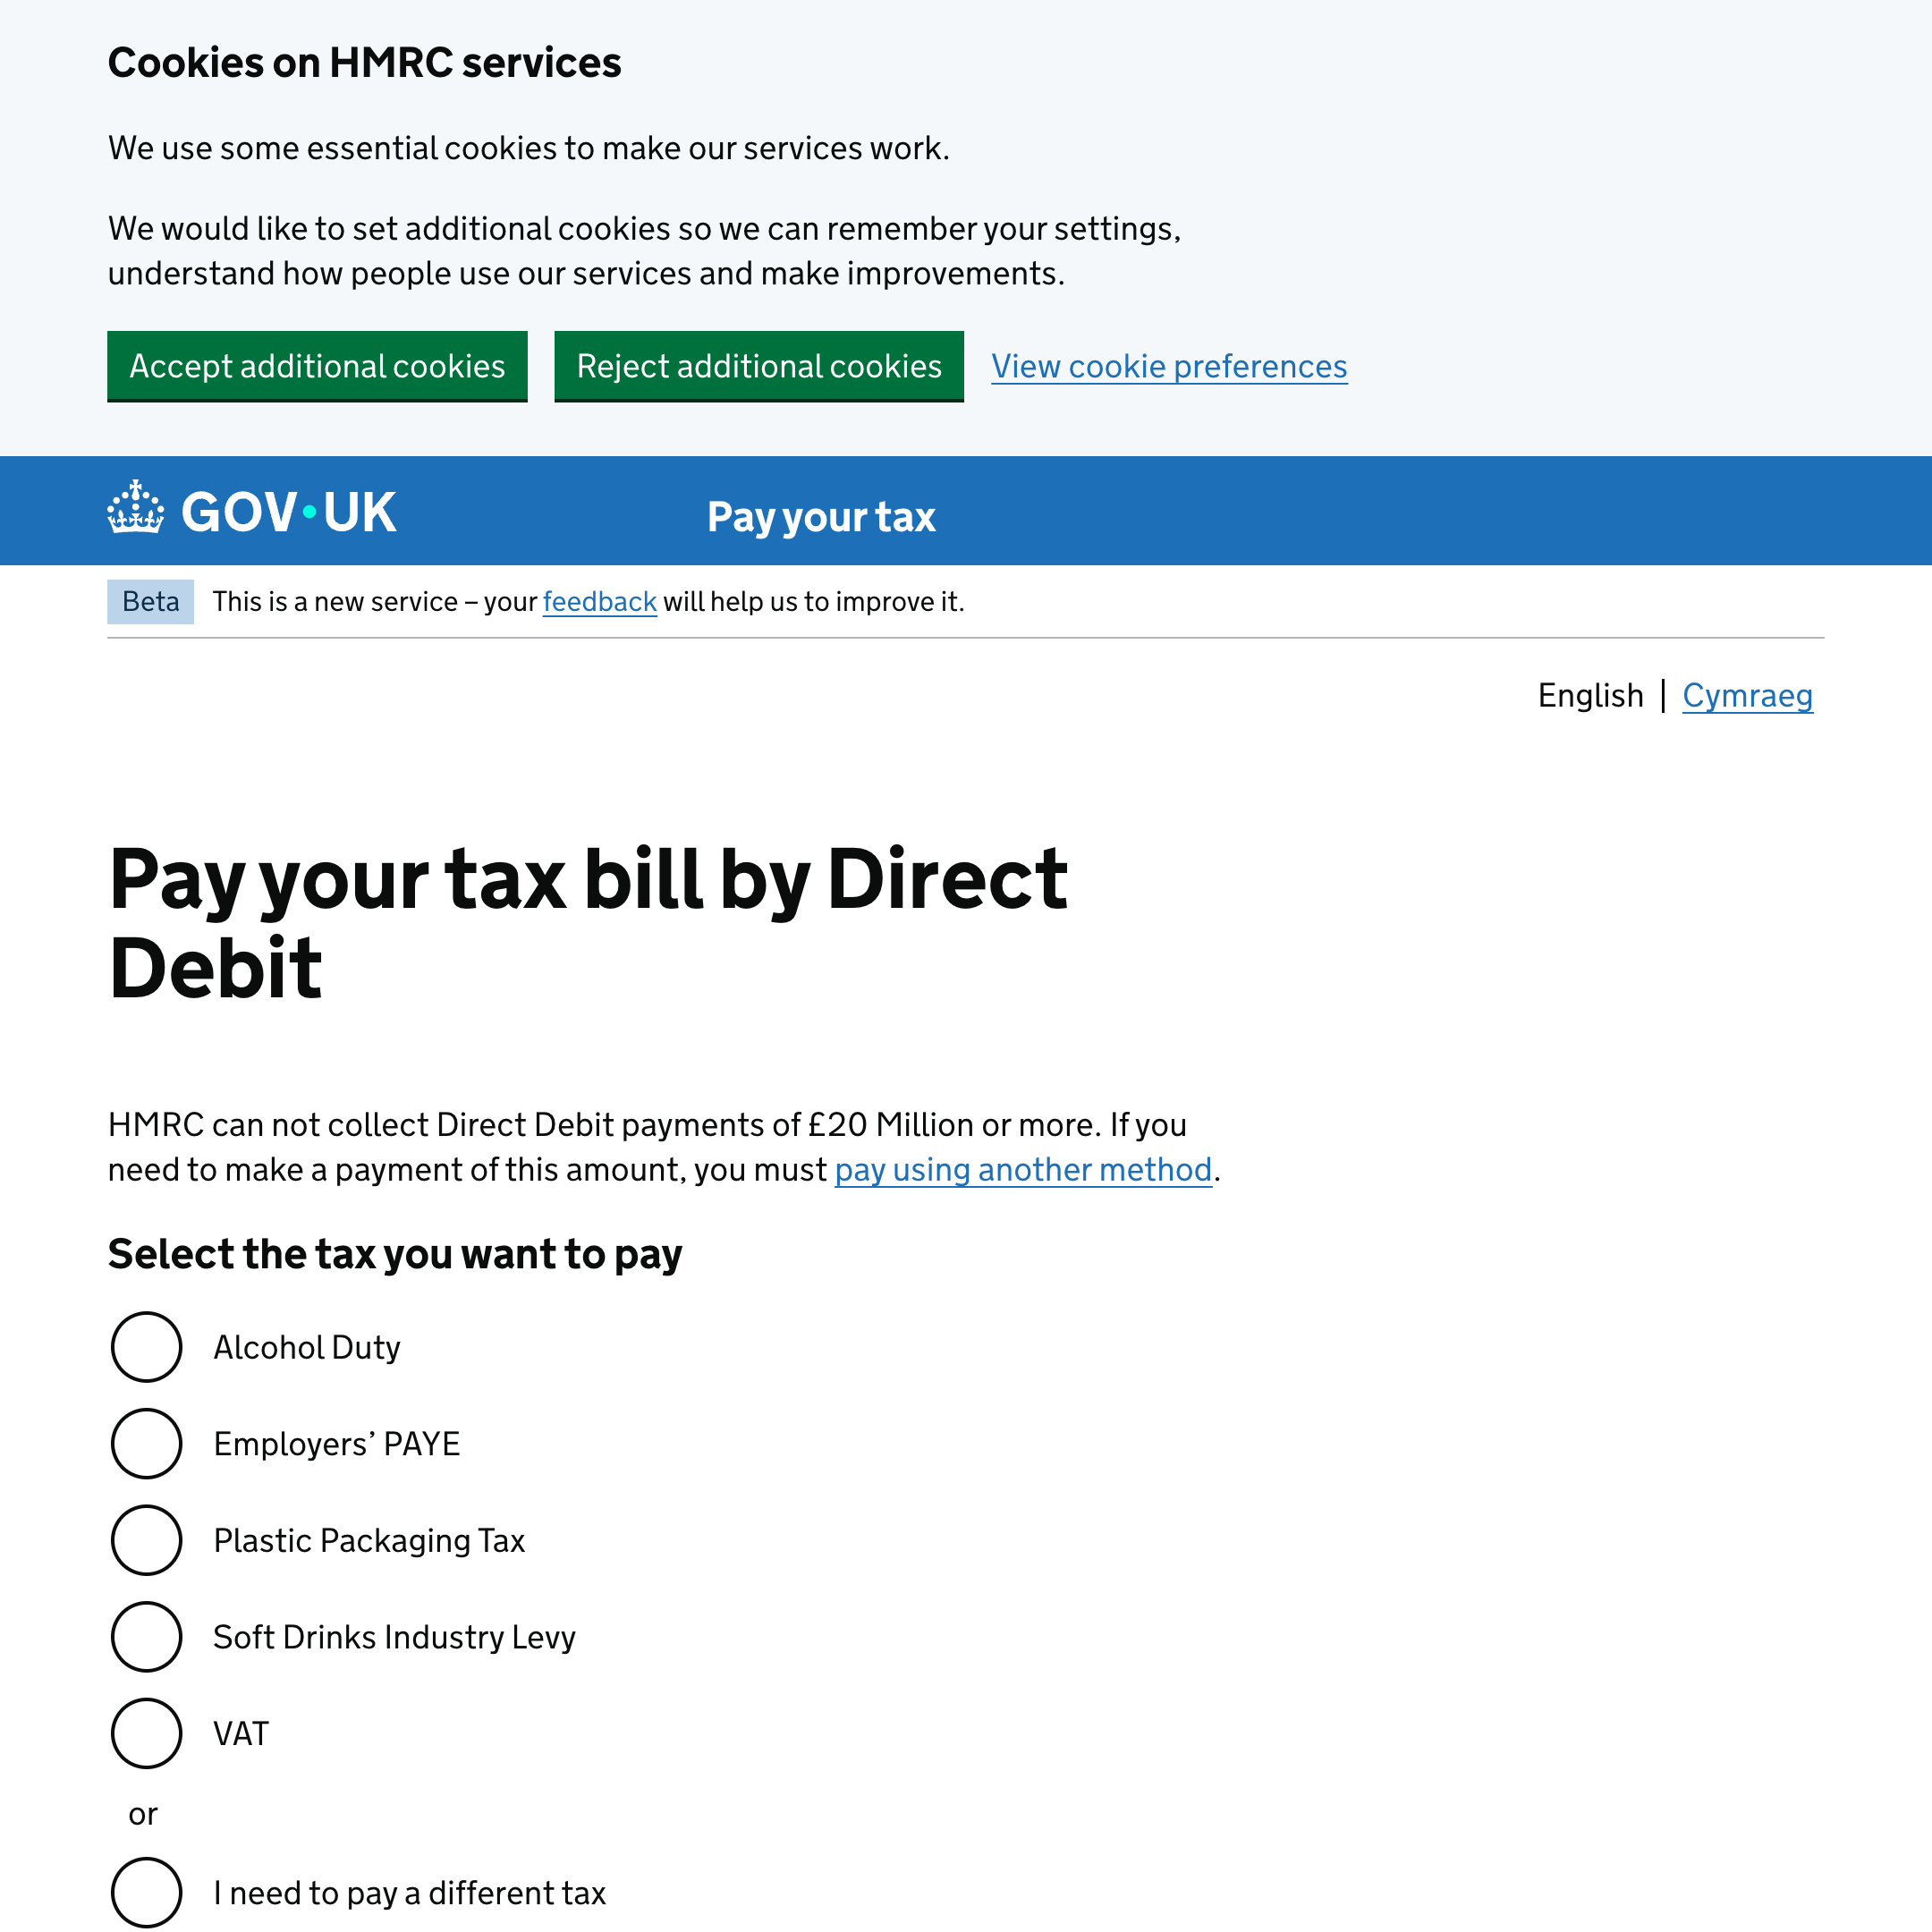 Cookies on HMRC services
We use some essential cookies to make our services work.
We would like to set additional cookies so we can remember your settings,
understand how people use our services and make improvements.
Accept additional cookies Reject additional cookies View cookie preferences
GOV•UK Pay your tax
Beta This is a new service – your feedback will help us to improve it.
English | Cymraeg
Pay your tax bill by Direct
Debit
HMRC can not collect Direct Debit payments of £20 Million or more. If you
need to make a payment of this amount, you must pay using another method.
Select the tax you want to pay
Alcohol Duty
Employers’ PAYE
Plastic Packaging Tax
Soft Drinks Industry Levy
VAT
or
I need to pay a different tax